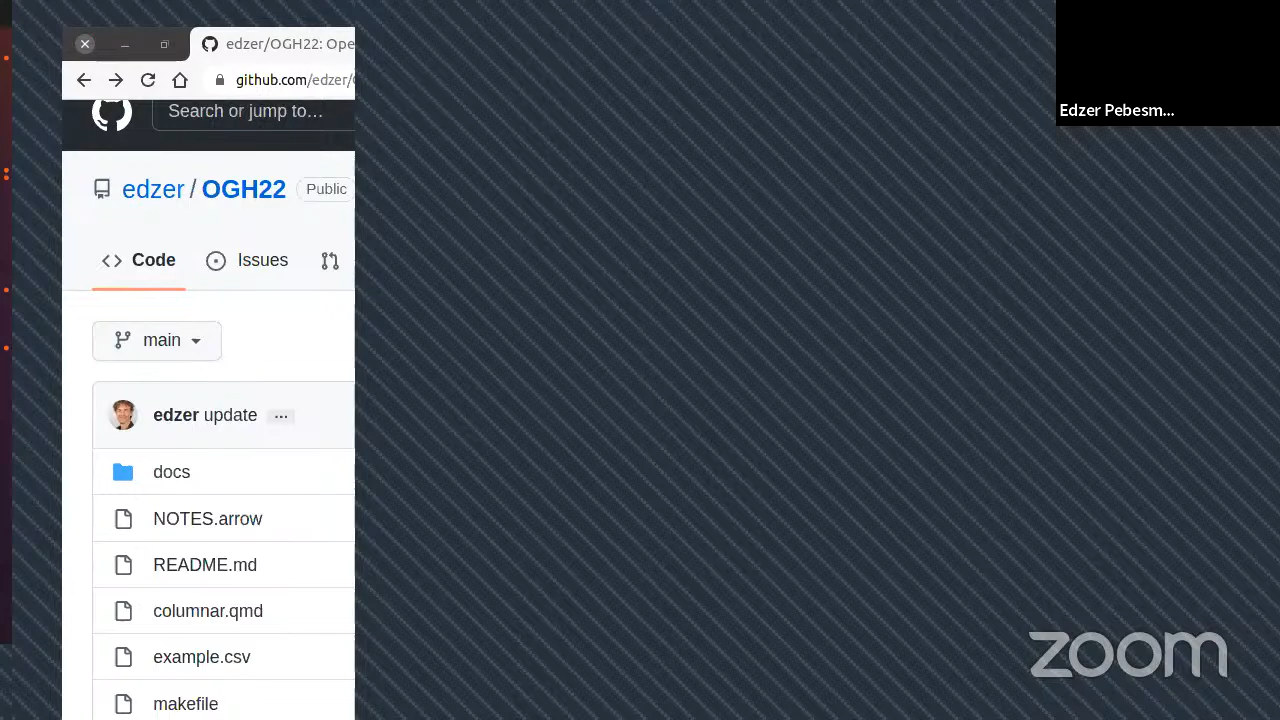 edzer/OGH22: Ope
github.com/edzer/
Search or jump to…
edzer / OGH22 Public
Code Issues
main
edzer update ...
docs
NOTES.arrow
README.md
columnar.qmd
example.csv
makefile
Edzer Pebesm...
zoom